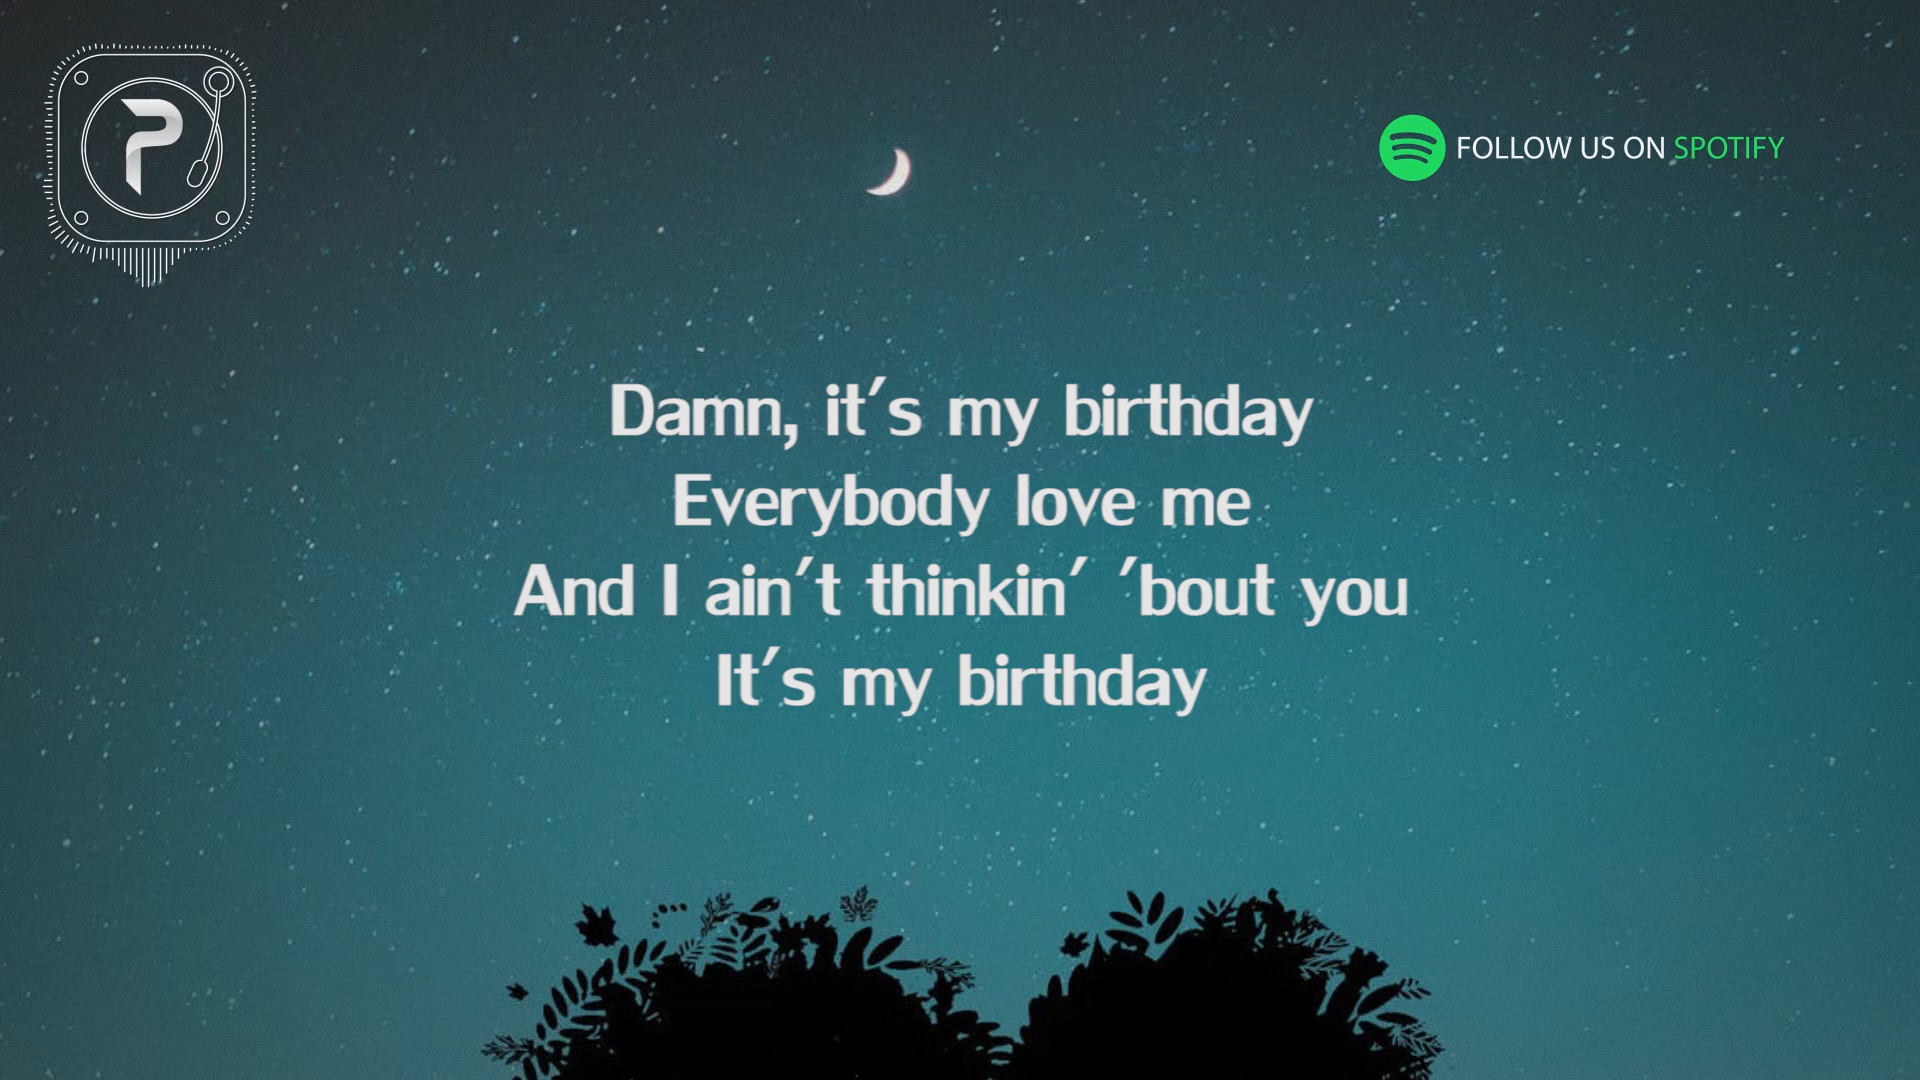 P
FOLLOW US ON SPOTIFY
Damn, it's my birthday
Everybody love me
And I ain't thinkin' 'bout you
It's my birthday